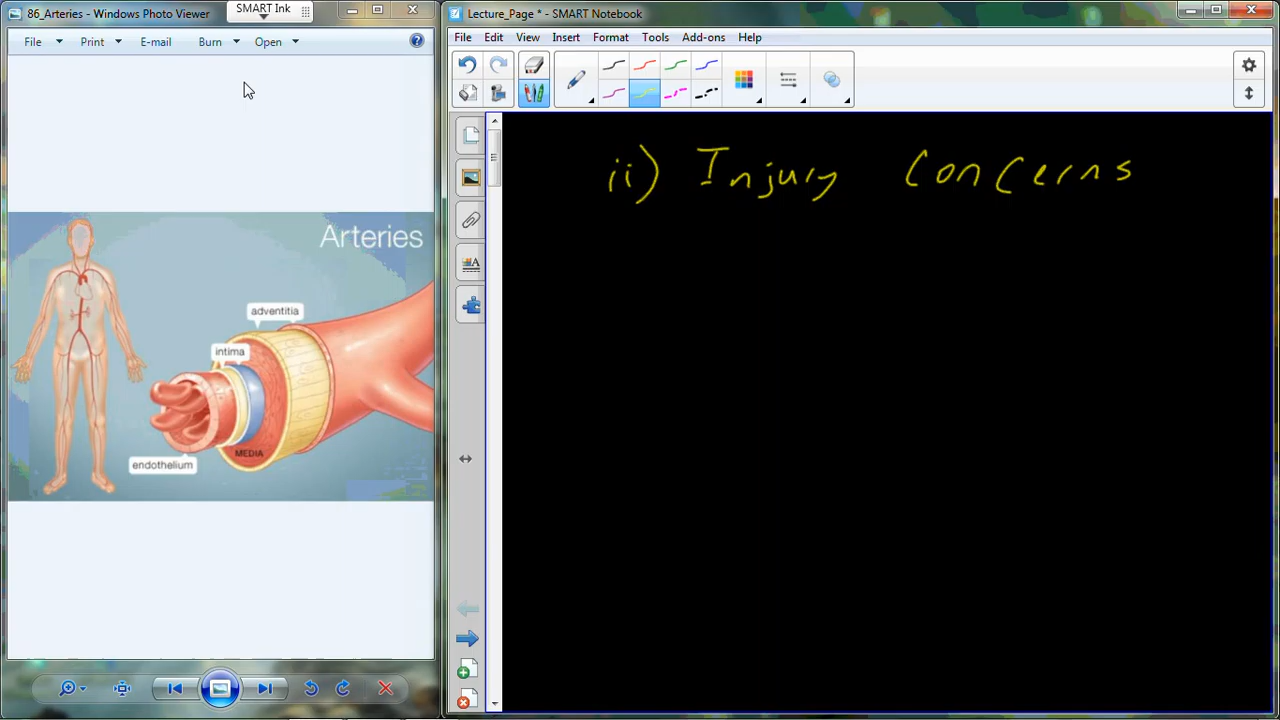 86_Arteries - Windows Photo Viewer
SMART Ink
File Print E-mail Burn Open
Arteries
adventitia
intima
MEDIA
endothelium
Lecture_Page * - SMART Notebook
File Edit View Insert Format Tools Add-ons Help
ii) Injury Concerns